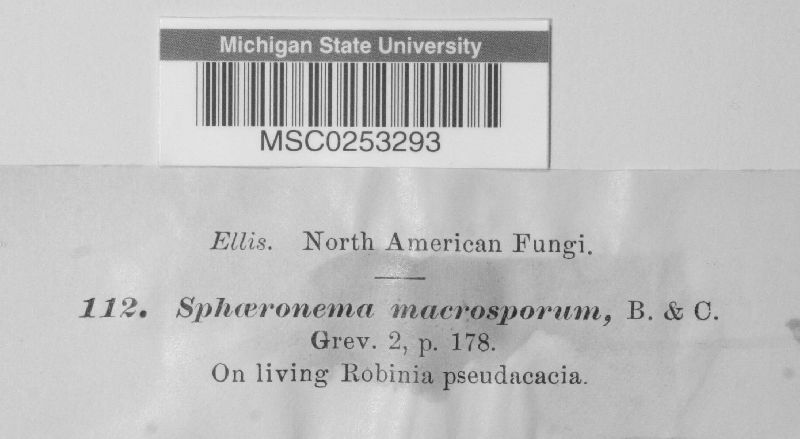 Michigan State University
MSC0253293
Ellis. North American Fungi.
112. Sphæronema macrosporum, B. & C.
Grev. 2, p. 178.
On living Robinia pseudacacia.